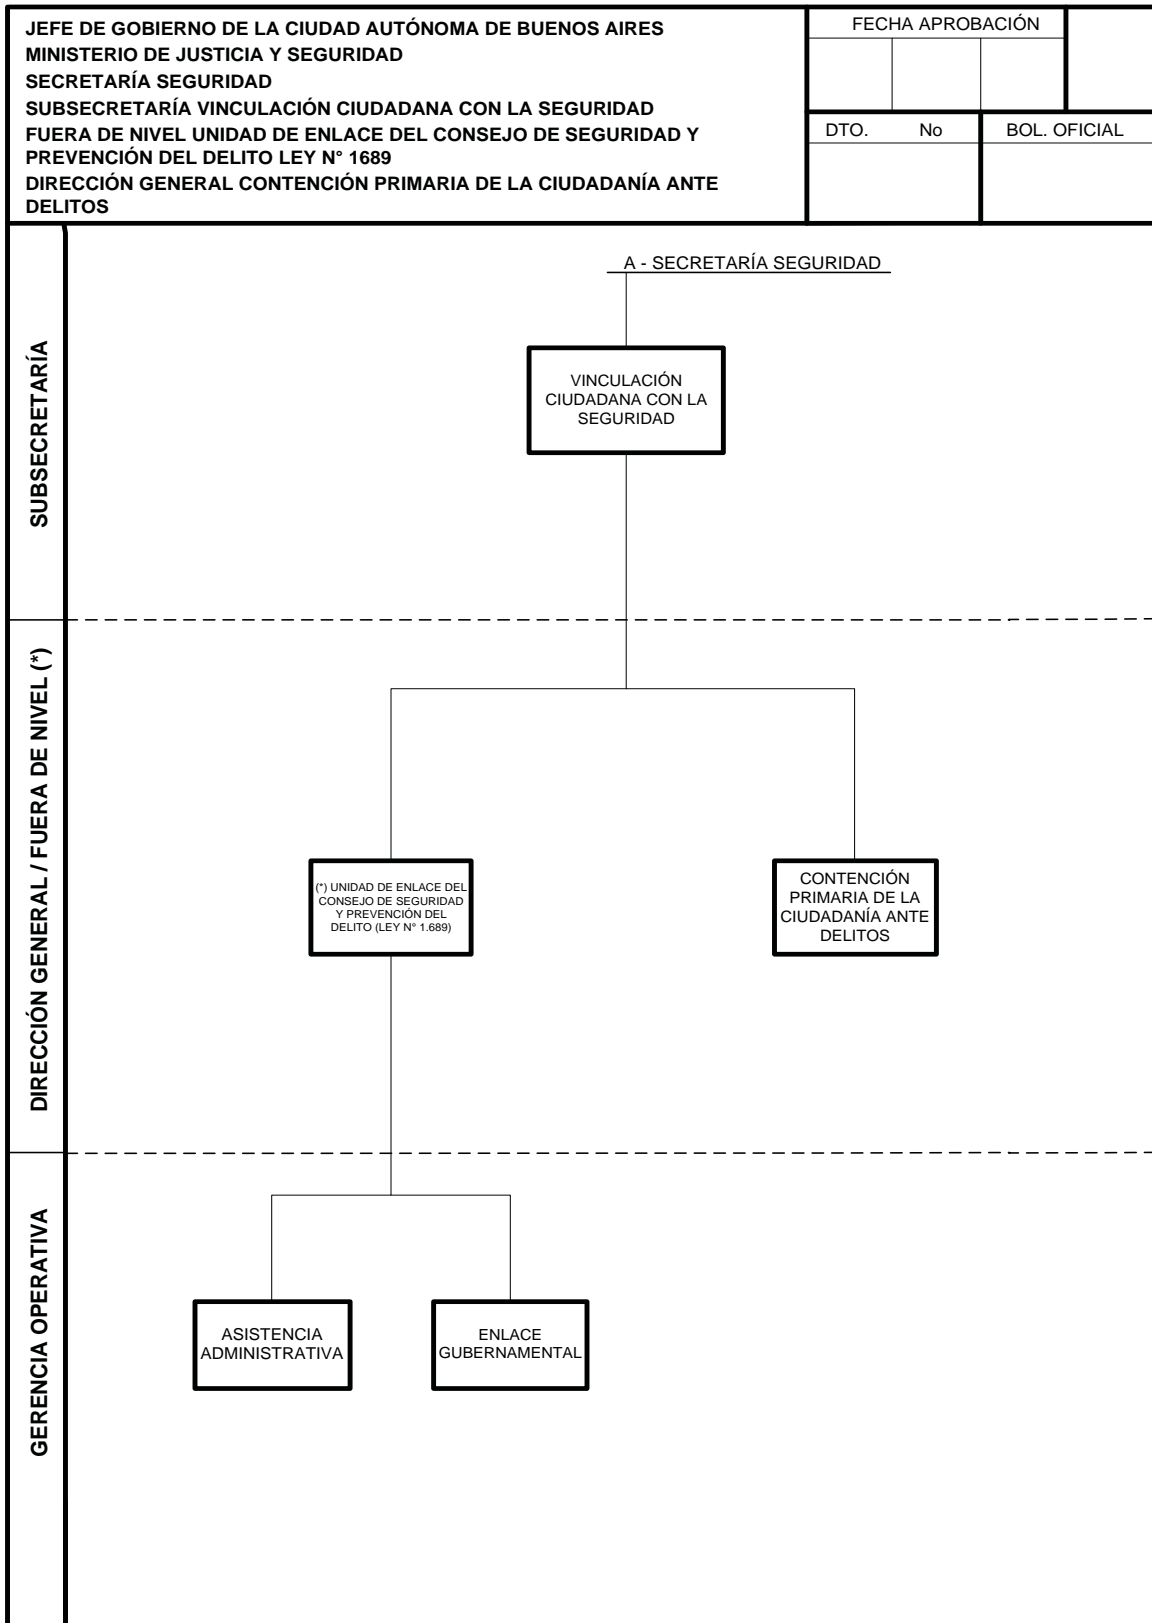 JEFE DE GOBIERNO DE LA CIUDAD AUTÓNOMA DE BUENOS AIRES
MINISTERIO DE JUSTICIA Y SEGURIDAD
SECRETARÍA SEGURIDAD
SUBSECRETARÍA VINCULACIÓN CIUDADANA CON LA SEGURIDAD
FUERA DE NIVEL UNIDAD DE ENLACE DEL CONSEJO DE SEGURIDAD Y
PREVENCIÓN DEL DELITO LEY N° 1689
DIRECCIÓN GENERAL CONTENCIÓN PRIMARIA DE LA CIUDADANÍA ANTE
DELITOS
FECHA APROBACIÓN
DTO. No
BOL. OFICIAL
SUBSECRETARÍA
A - SECRETARÍA SEGURIDAD
VINCULACIÓN
CIUDADANA CON LA
SEGURIDAD
DIRECCIÓN GENERAL / FUERA DE NIVEL (*)
(*) UNIDAD DE ENLACE DEL
CONSEJO DE SEGURIDAD
Y PREVENCIÓN DEL
DELITO (LEY N° 1.689)
CONTENCIÓN
PRIMARIA DE LA
CIUDADANÍA ANTE
DELITOS
GERENCIA OPERATIVA
ASISTENCIA
ADMINISTRATIVA
ENLACE
GUBERNAMENTAL